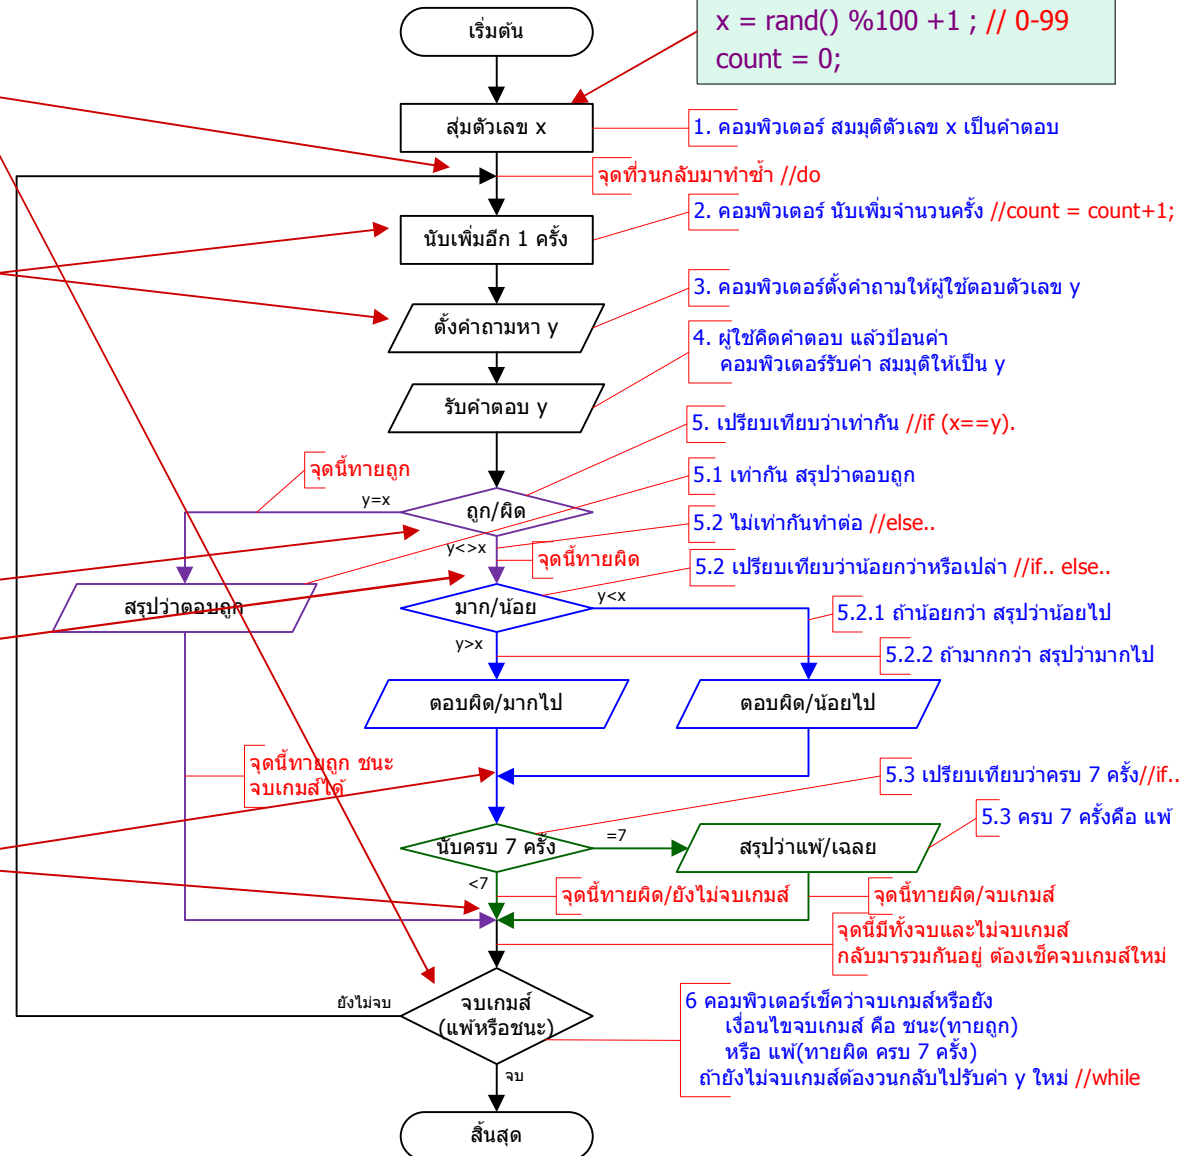 x = rand() %100 +1 ; // 0-99
count = 0;
เริ่มต้น
สุ่มตัวเลข x
1. คอมพิวเตอร์ สมมุติตัวเลข x เป็นคำตอบ
จุดที่วนกลับมาทำซ้ำ //do
2. คอมพิวเตอร์ นับเพิ่มจำนวนครั้ง //count = count+1;
นับเพิ่มอีก 1 ครั้ง
3. คอมพิวเตอร์ตั้งคำถามให้ผู้ใช้ตอบตัวเลข y
ตั้งคำถามหา y
4. ผู้ใช้คิดคำตอบ แล้วป้อนค่า
คอมพิวเตอร์รับค่า สมมุติให้เป็น y
รับคำตอบ y
5. เปรียบเทียบว่าเท่ากัน //if (x==y).
จุดนี้ทายถูก
5.1 เท่ากัน สรุปว่าตอบถูก
y=x
ถูก/ผิด
5.2 ไม่เท่ากันทำต่อ //else..
y<>x
จุดนี้ทายผิด
5.2 เปรียบเทียบว่าน้อยกว่าหรือเปล่า //if.. else..
สรุปว่าตอบถูก
มาก/น้อย
y<x
5.2.1 ถ้าน้อยกว่า สรุปว่าน้อยไป
y>x
5.2.2 ถ้ามากกว่า สรุปว่ามากไป
ตอบผิด/มากไป
ตอบผิด/น้อยไป
จุดนี้ทายถูก ชนะ
จบเกมส์ได้
5.3 เปรียบเทียบว่าครบ 7 ครั้ง//if..
5.3 ครบ 7 ครั้งคือ แพ้
นับครบ 7 ครั้ง
=7
สรุปว่าแพ้/เฉลย
<7
จุดนี้ทายผิด/ยังไม่จบเกมส์
จุดนี้ทายผิด/จบเกมส์
จุดนี้มีทั้งจบและไม่จบเกมส์
กลับมารวมกันอยู่ ต้องเช็คจบเกมส์ใหม่
ยังไม่จบ
จบเกมส์
(แพ้หรือชนะ)
6 คอมพิวเตอร์เช็คว่าจบเกมส์หรือยัง
เงื่อนไขจบเกมส์ คือ ชนะ(ทายถูก)
หรือ แพ้(ทายผิด ครบ 7 ครั้ง)
ถ้ายังไม่จบเกมส์ต้องวนกลับไปรับค่า y ใหม่ //while
จบ
สิ้นสุด